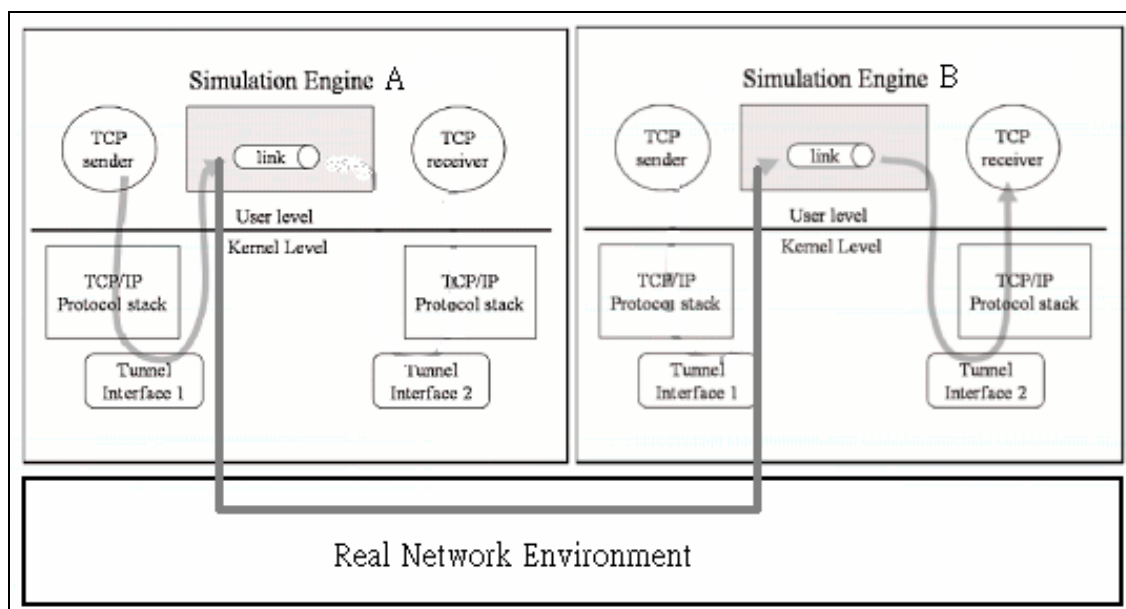 Simulation Engine A
TCP
sender
link
TCP
receiver
User level
Kernel Level
TCP/IP
Protocol stack
TCP/IP
Protocol stack
Tunnel
Interface 1
Tunnel
Interface 2
Simulation Engine B
TCP
sender
link
TCP
receiver
User level
Kernel Level
TCP/IP
Protocol stack
TCP/IP
Protocol stack
Tunnel
Interface 1
Tunnel
Interface 2
Real Network Environment